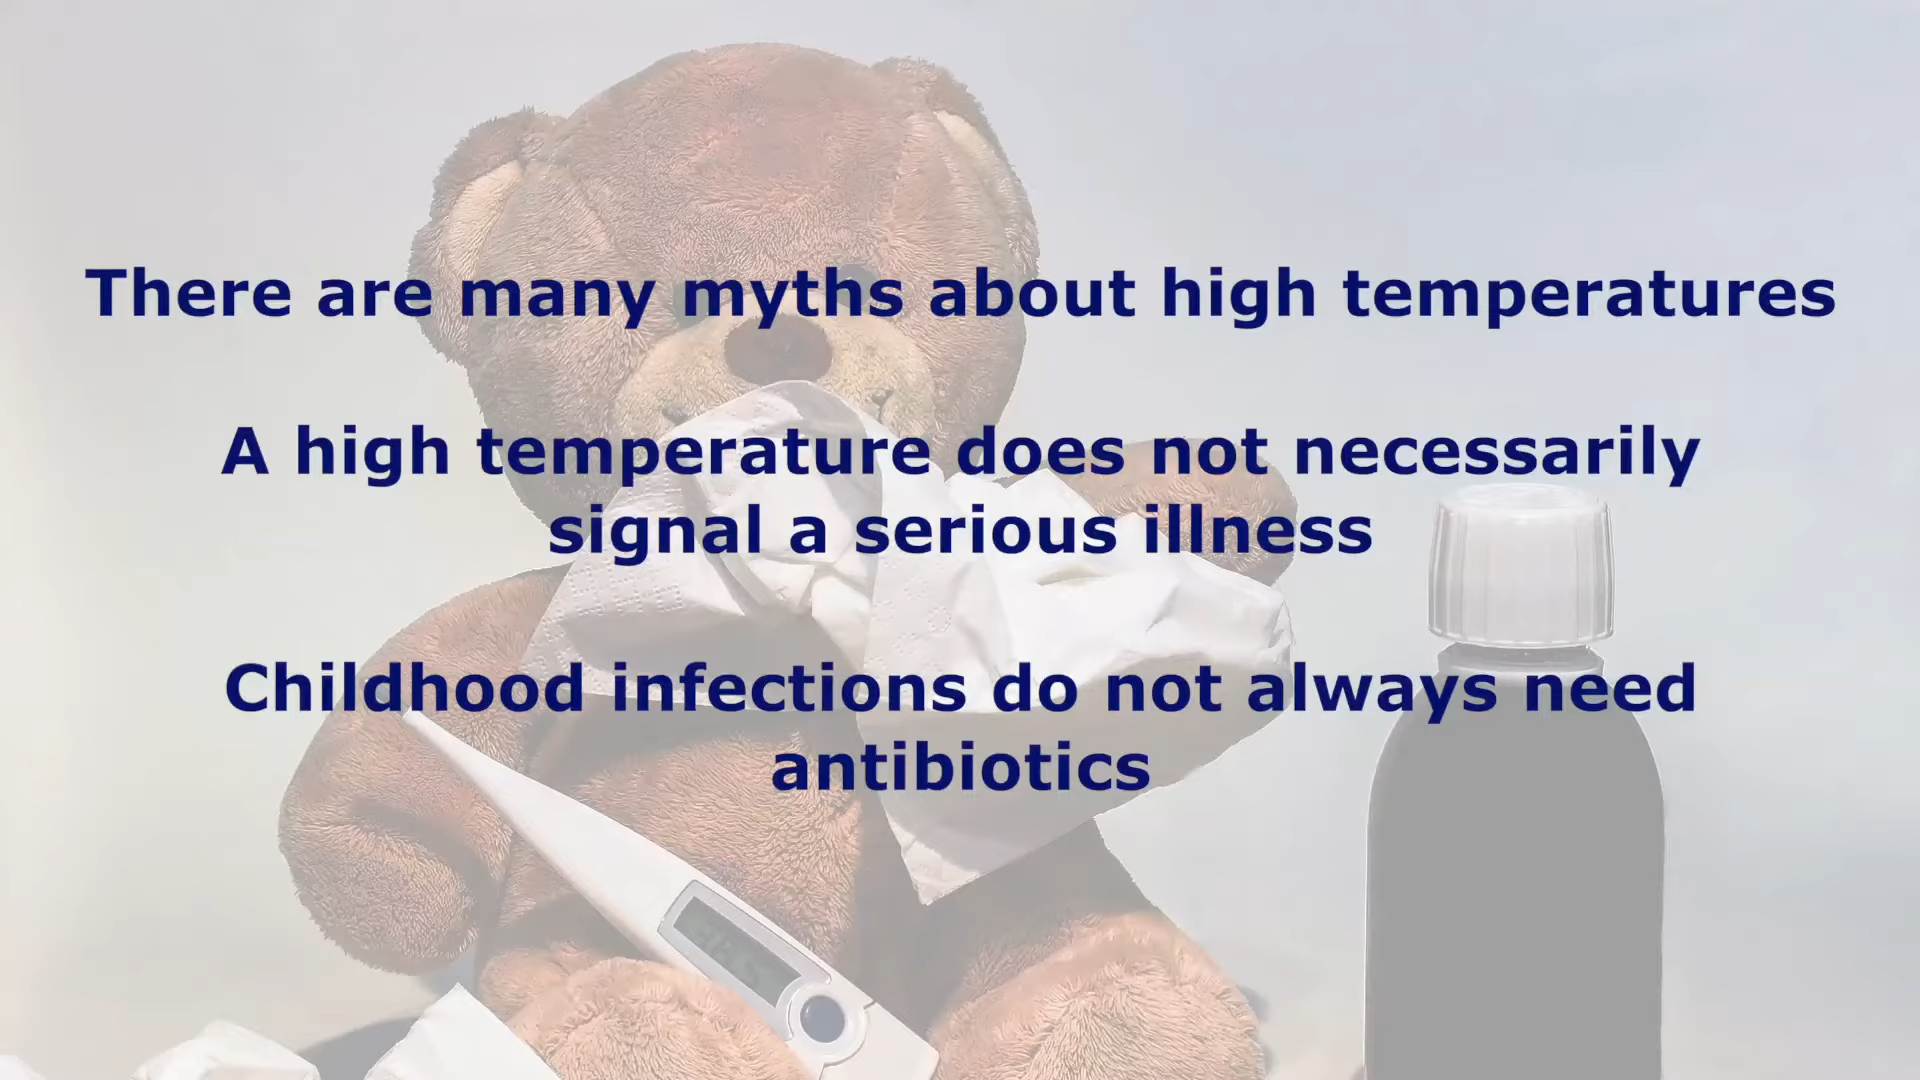 There are many myths about high temperatures
A high temperature does not necessarily
signal a serious illness
Childhood infections do not always need
antibiotics